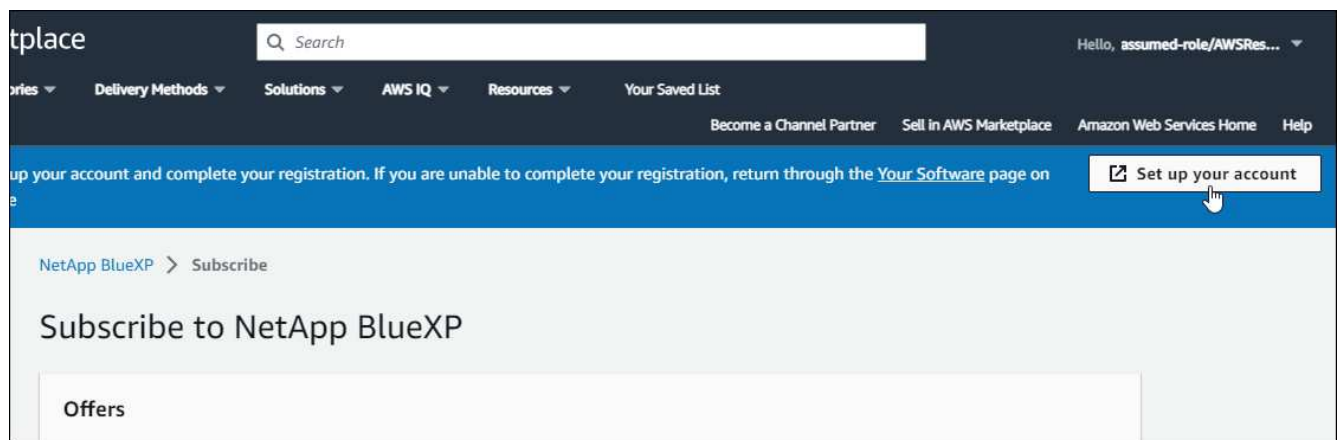 tplace
Search
Hello, assumed-role/AWSRes...
ories Delivery Methods Solutions AWS IQ Resources Your Saved List
Become a Channel Partner Sell in AWS Marketplace Amazon Web Services Home Help
up your account and complete your registration. If you are unable to complete your registration, return through the Your Software page on
e
Set up your account
NetApp BlueXP > Subscribe
Subscribe to NetApp BlueXP
Offers